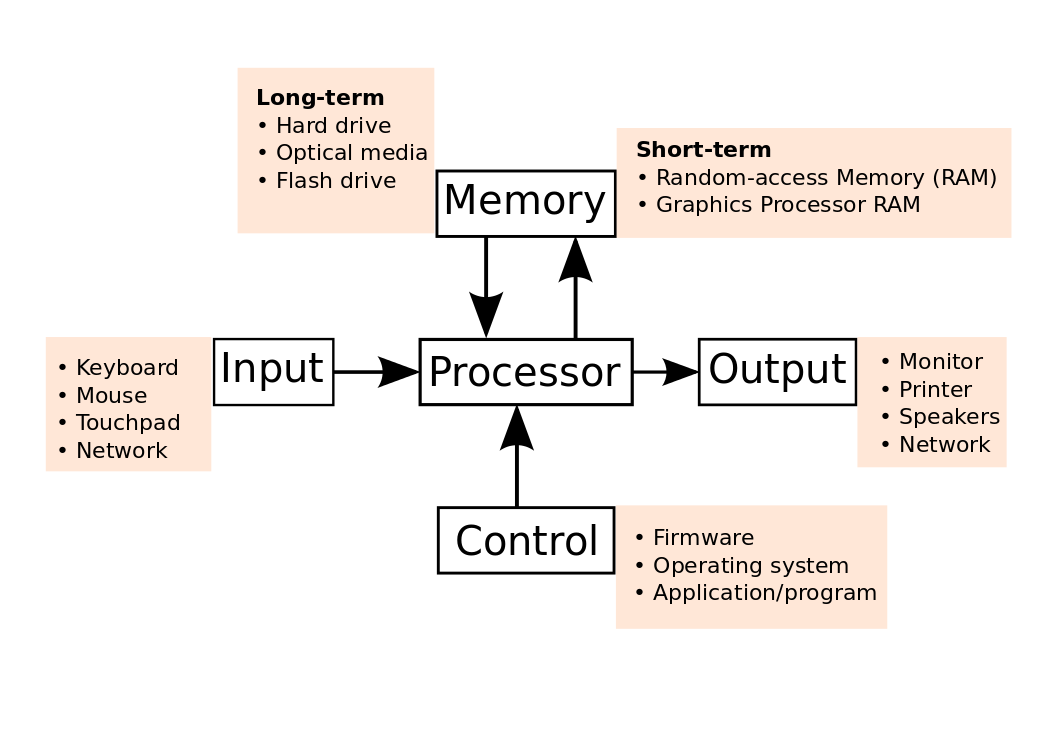 Long-term
• Hard drive
• Optical media
• Flash drive
Short-term
• Random-access Memory (RAM)
• Graphics Processor RAM
Memory
• Keyboard
• Mouse
• Touchpad
• Network
Input
Processor
Output
• Monitor
• Printer
• Speakers
• Network
Control
• Firmware
• Operating system
• Application/program